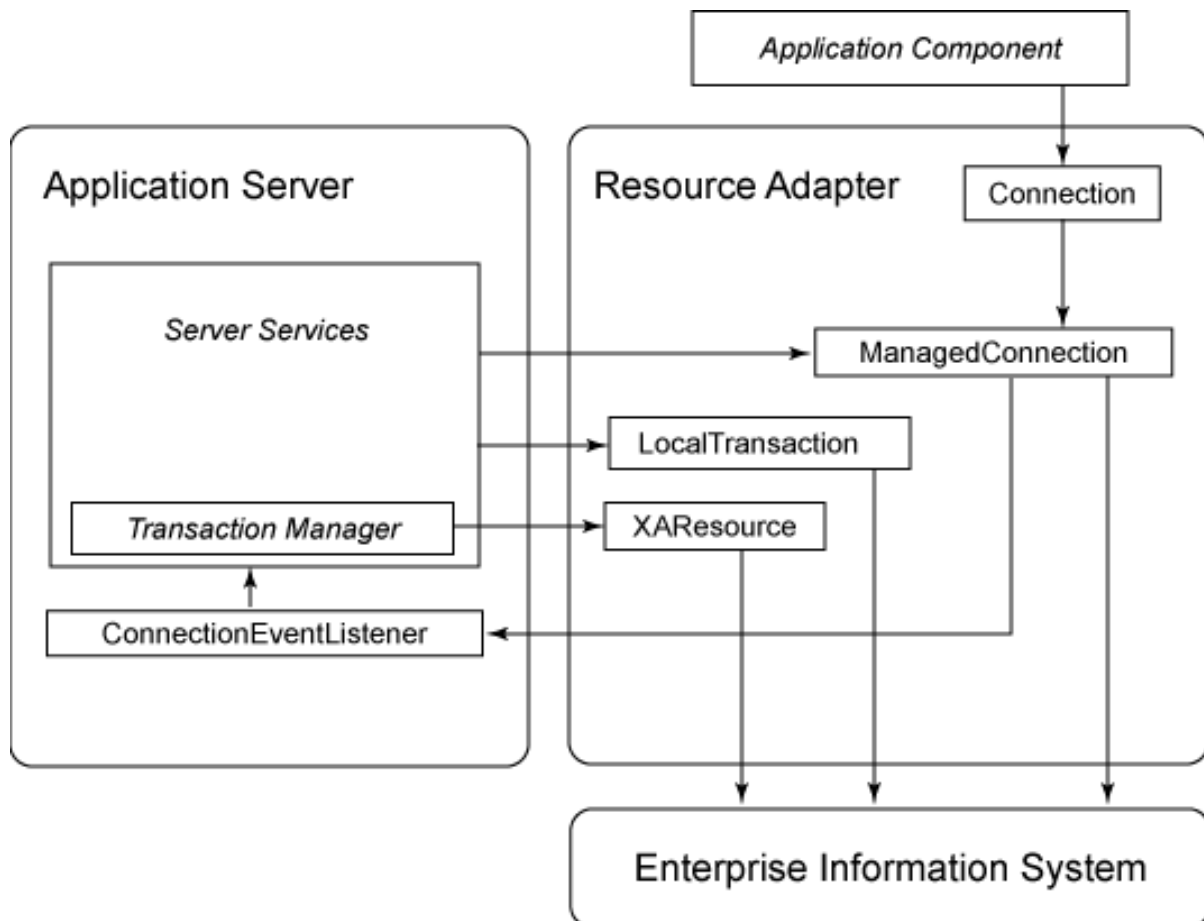 Application Component
Application Server
Resource Adapter
Connection
Server Services
ManagedConnection
LocalTransaction
Transaction Manager
XAResource
ConnectionEventListener
Enterprise Information System